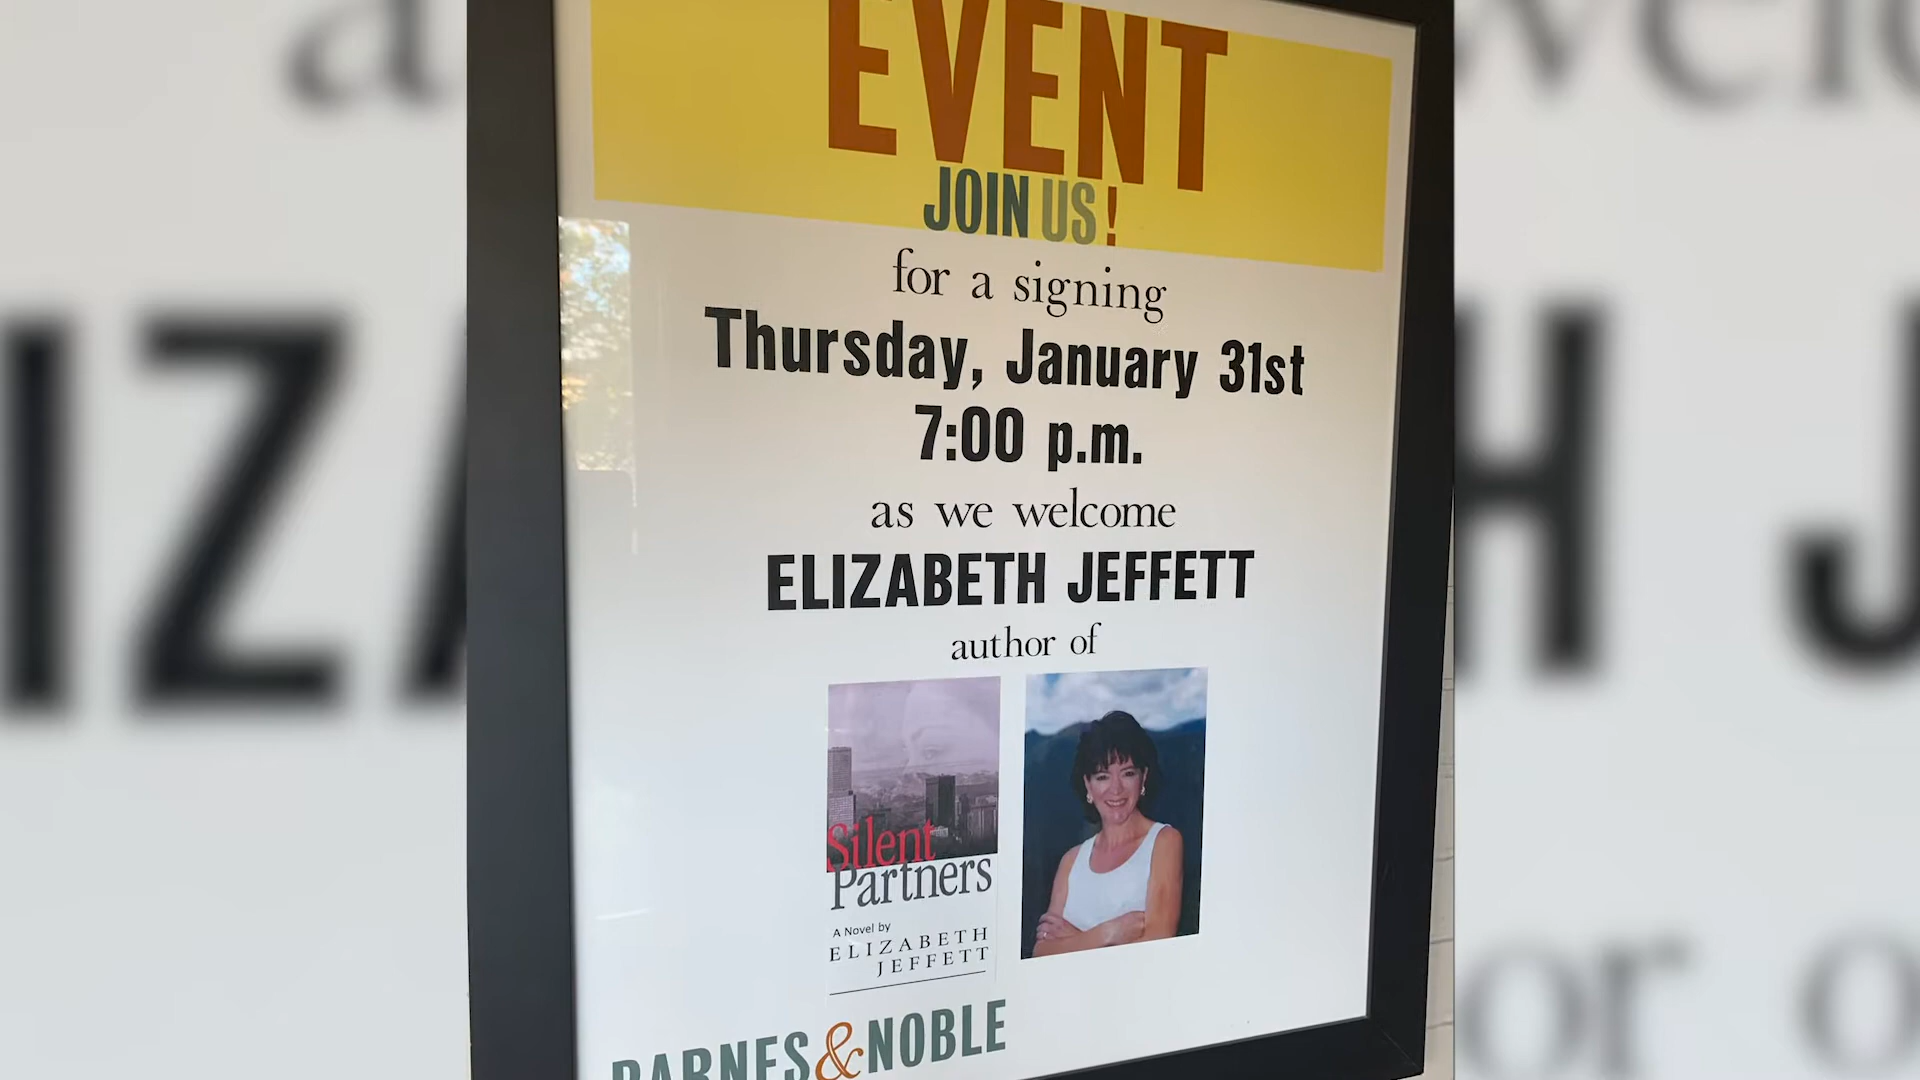 EVENT
JOIN US!
for a signing
Thursday, January 31st
7:00 p.m.
as we welcome
ELIZABETH JEFFETT
author of
Silent
Partners
A Novel by
ELIZABETH
JEFFETT
BARNES&NOBLE